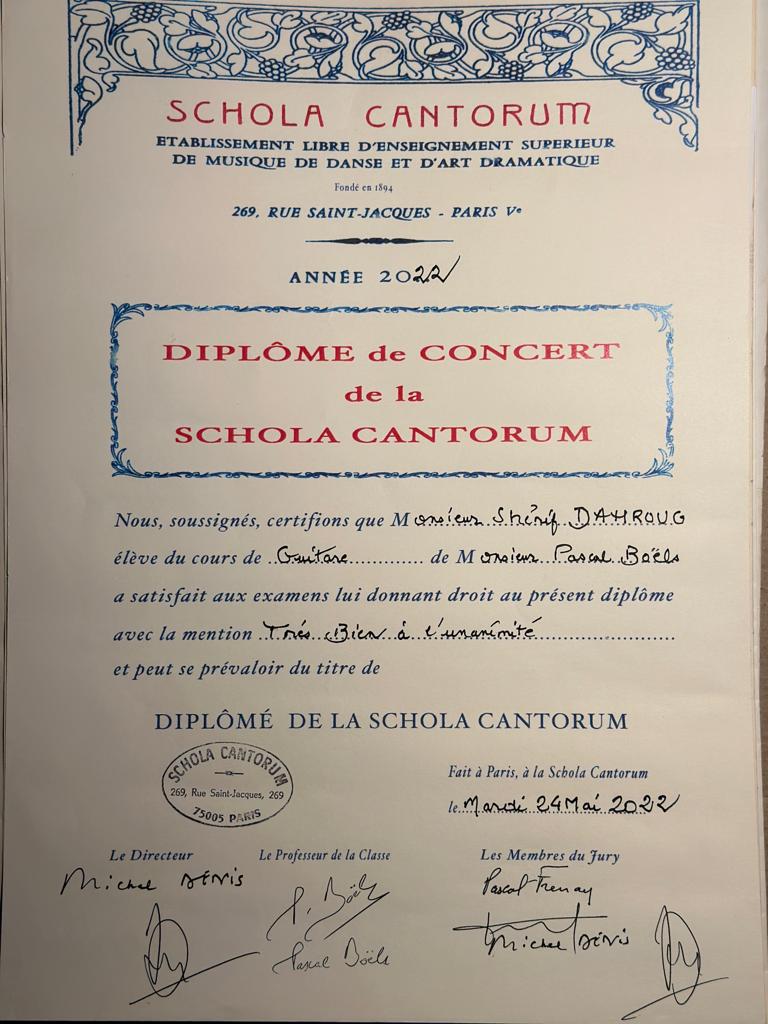 SCHOLA CANTORUM
ETABLISSEMENT LIBRE D'ENSEIGNEMENT SUPERIEUR
DE MUSIQUE DE DANSE ET D'ART DRAMATIQUE
Fondé en 1894
269, RUE SAINT-JACQUES - PARIS Ve
ANNÉE 2022
DIPLÔME de CONCERT
de la
SCHOLA CANTORUM
Nous, soussignés, certifions que Monsieur Shérif DAHROUG
élève du cours de Guitare de Monsieur Pascal Boëls
a satisfait aux examens lui donnant droit au présent diplôme
avec la mention Très Bien à l'unanimité
et peut se prévaloir du titre de
DIPLÔMÉ DE LA SCHOLA CANTORUM
SCHOLA CANTORUM
269, Rue Saint-Jacques, 269
75005 PARIS
Fait à Paris, à la Schola Cantorum
le Mardi 24 Mai 2022
Le Directeur Le Professeur de la Classe Les Membres du Jury
Michel DENIS P. Boëls Pascal Frenay
Pascal Boëls Michel DENIS